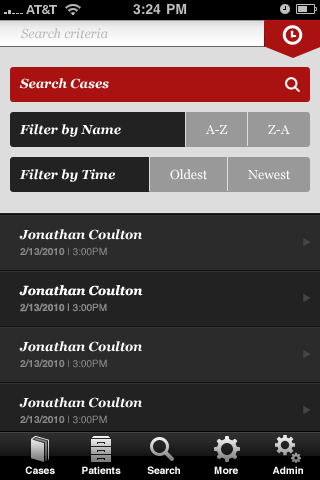 AT&T 3:24 PM
Search criteria
Search Cases
Filter by Name A-Z Z-A
Filter by Time Oldest Newest
Jonathan Coulton
2/13/2010 | 3:00PM
Jonathan Coulton
2/13/2010 | 3:00PM
Jonathan Coulton
2/13/2010 | 3:00PM
Jonathan Coulton
2/13/2010 | 3:00PM
Cases Patients Search More Admin